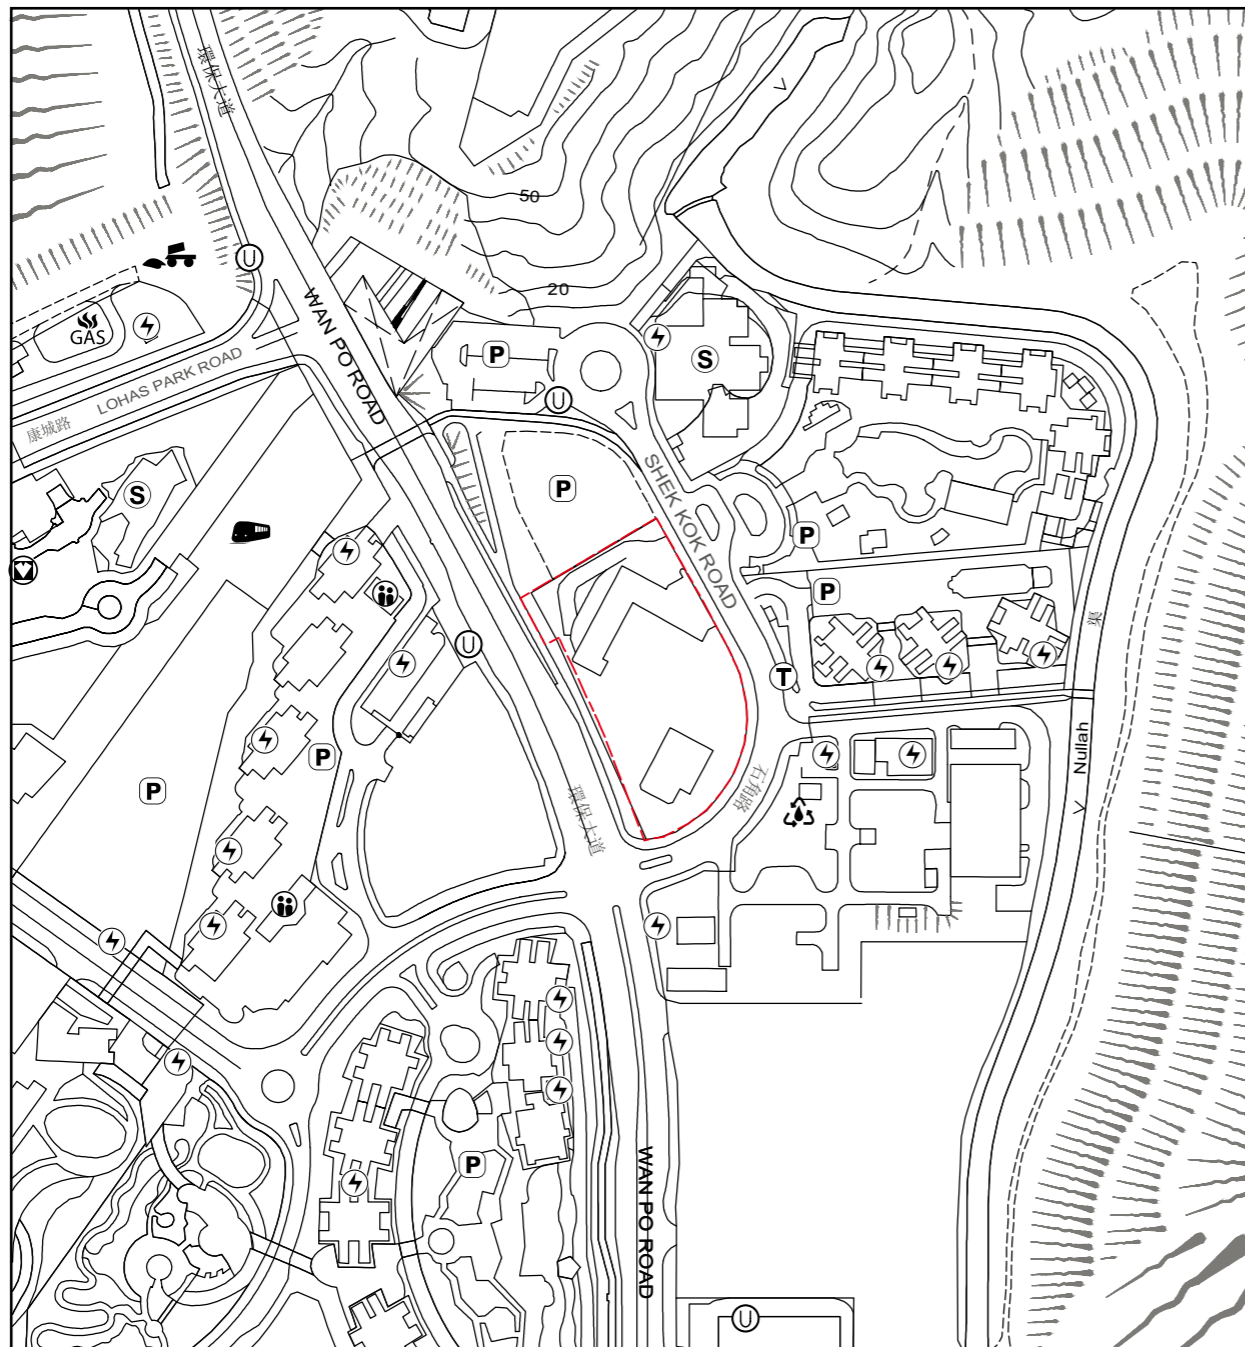 環保大道
50
20
U
GAS
WAN PO ROAD
LOHAS PARK ROAD
康城路
P
S
U
S
P
SHEK KOK ROAD
P
P
U
T
渠
Nullah
P
P
石角路
環保大道
P
WAN PO ROAD
U